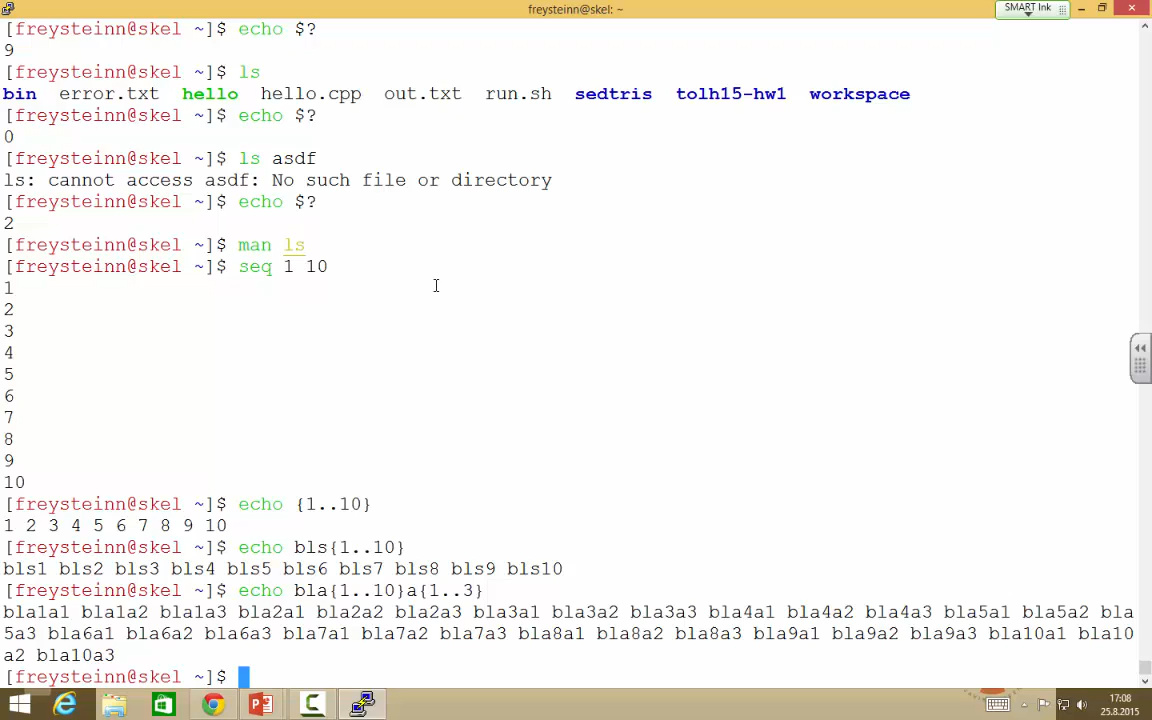 freysteinn@skel: ~
SMART Ink
[freysteinn@skel ~]$ echo $?
9
[freysteinn@skel ~]$ ls
bin error.txt hello hello.cpp out.txt run.sh sedtris tolh15-hw1 workspace
[freysteinn@skel ~]$ echo $?
0
[freysteinn@skel ~]$ ls asdf
ls: cannot access asdf: No such file or directory
[freysteinn@skel ~]$ echo $?
2
[freysteinn@skel ~]$ man ls
[freysteinn@skel ~]$ seq 1 10
1
2
3
4
5
6
7
8
9
10
[freysteinn@skel ~]$ echo {1..10}
1 2 3 4 5 6 7 8 9 10
[freysteinn@skel ~]$ echo bls{1..10}
bls1 bls2 bls3 bls4 bls5 bls6 bls7 bls8 bls9 bls10
[freysteinn@skel ~]$ echo bla{1..10}a{1..3}
bla1a1 bla1a2 bla1a3 bla2a1 bla2a2 bla2a3 bla3a1 bla3a2 bla3a3 bla4a1 bla4a2 bla4a3 bla5a1 bla5a2 bla
5a3 bla6a1 bla6a2 bla6a3 bla7a1 bla7a2 bla7a3 bla8a1 bla8a2 bla8a3 bla9a1 bla9a2 bla9a3 bla10a1 bla10
a2 bla10a3
[freysteinn@skel ~]$
17:08
25.8.2015